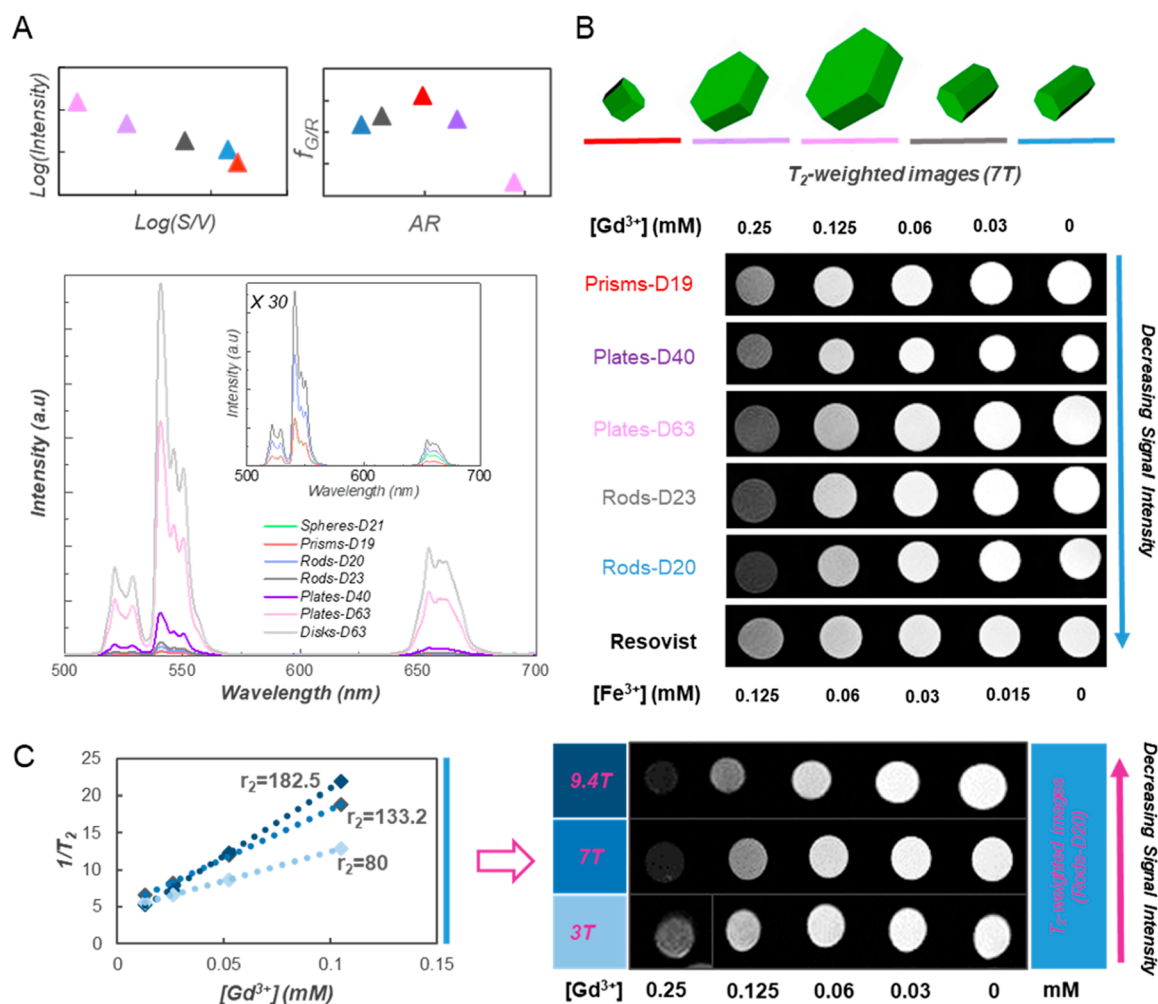 A
Log(Intensity)
Log(S/V)
f_G/R
AR
Intensity (a.u)
X 30
Intensity (a.u)
500 600 700
Wavelength (nm)
Spheres-D21
Prisms-D19
Rods-D20
Rods-D23
Plates-D40
Plates-D63
Disks-D63
500 550 600 650 700
Wavelength (nm)
B
T₂-weighted images (7T)
[Gd³⁺] (mM) 0.25 0.125 0.06 0.03 0
Prisms-D19
Plates-D40
Plates-D63
Rods-D23
Rods-D20
Resovist
[Fe³⁺] (mM) 0.125 0.06 0.03 0.015 0
Decreasing Signal Intensity
C
1/T₂
25
20
15
10
5
0
r₂=182.5
r₂=133.2
r₂=80
0 0.05 0.1 0.15
[Gd³⁺] (mM)
9.4T
7T
3T
T₂-weighted images
(Rods-D20)
Decreasing Signal Intensity
[Gd³⁺] 0.25 0.125 0.06 0.03 0 mM